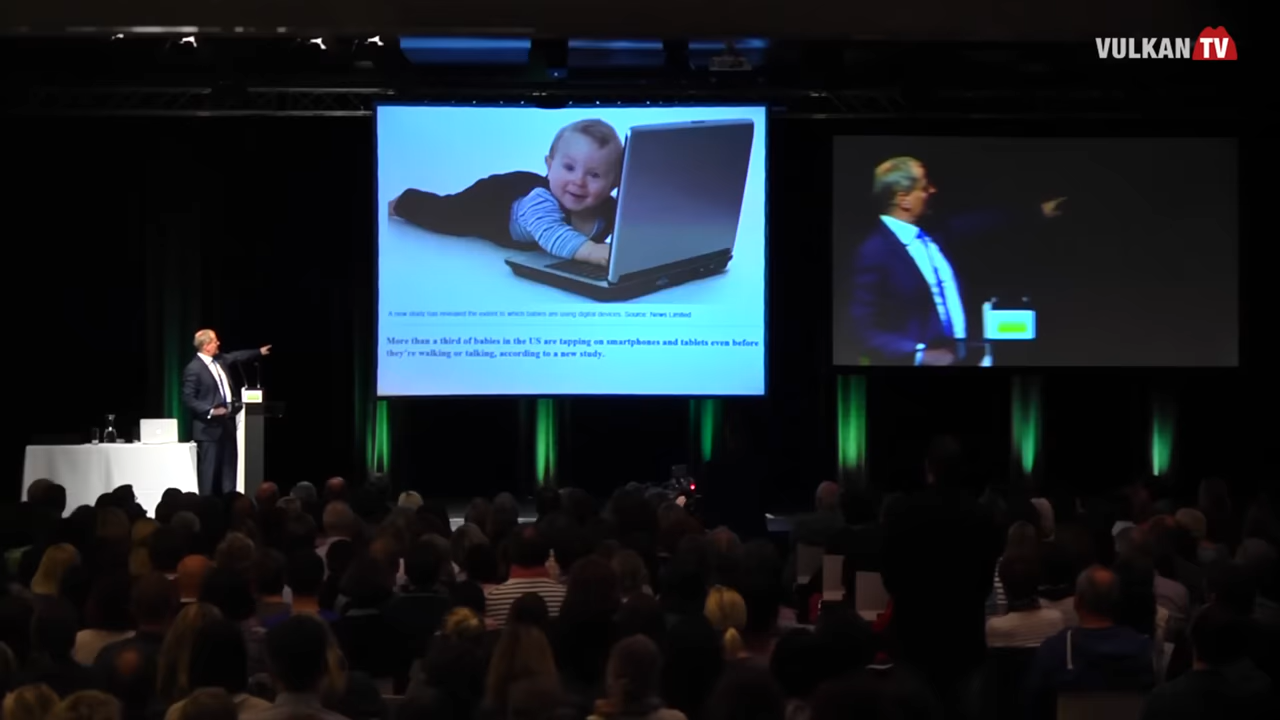 VULKAN TV
A new study has revealed the extent to which babies are using digital devices. Source: News Limited
More than a third of babies in the US are tapping on smartphones and tablets even before
they're walking or talking, according to a new study.